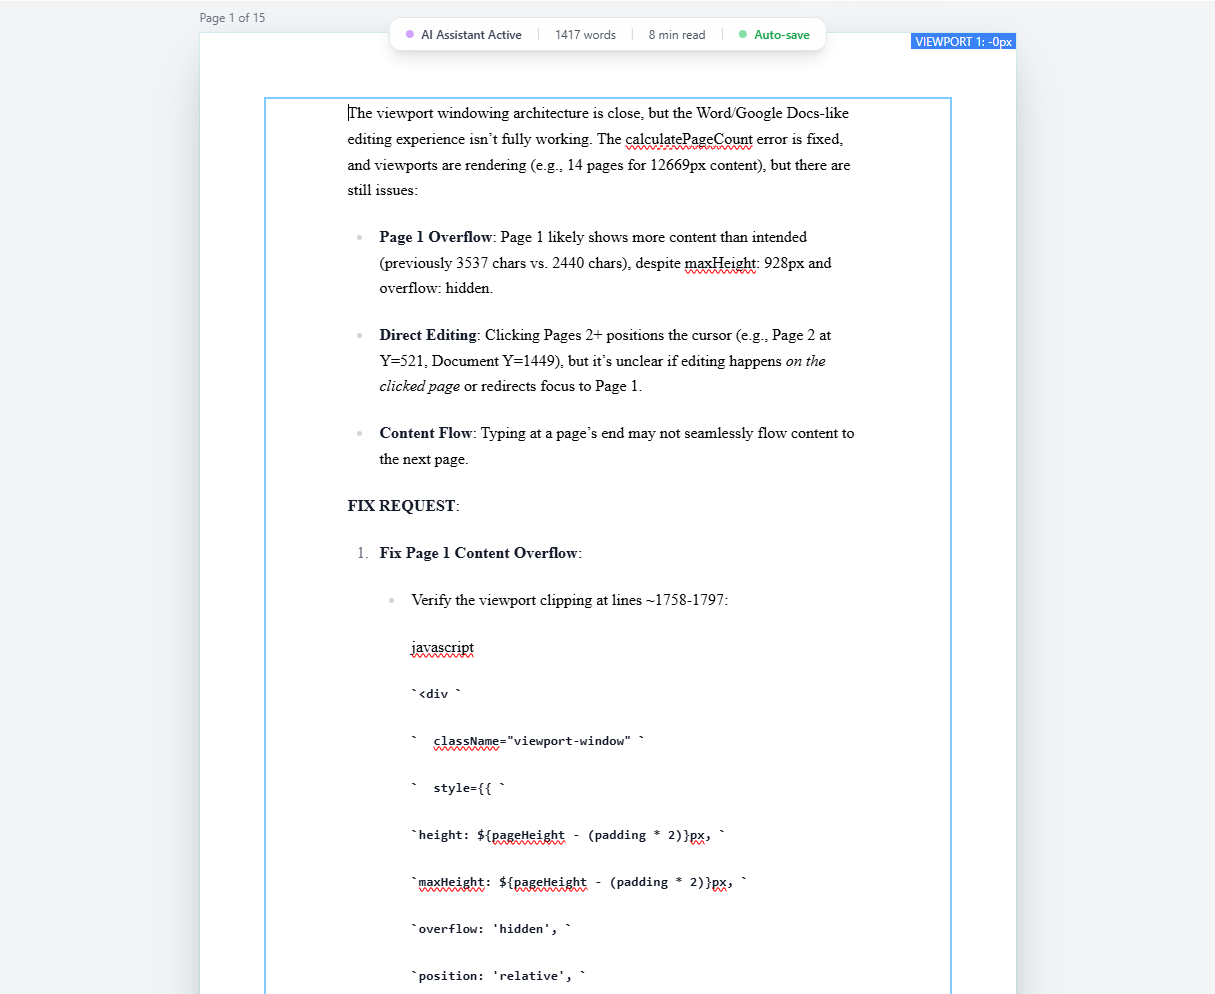 Page 1 of 15
AI Assistant Active 1417 words 8 min read Auto-save
VIEWPORT 1: -0px
The viewport windowing architecture is close, but the Word/Google Docs-like
editing experience isn’t fully working. The calculatePageCount error is fixed,
and viewports are rendering (e.g., 14 pages for 12669px content), but there are
still issues:
Page 1 Overflow: Page 1 likely shows more content than intended
(previously 3537 chars vs. 2440 chars), despite maxHeight: 928px and
overflow: hidden.
Direct Editing: Clicking Pages 2+ positions the cursor (e.g., Page 2 at
Y=521, Document Y=1449), but it’s unclear if editing happens on the
clicked page or redirects focus to Page 1.
Content Flow: Typing at a page’s end may not seamlessly flow content to
the next page.
FIX REQUEST:
1. Fix Page 1 Content Overflow:
Verify the viewport clipping at lines ~1758-1797:
javascript
`<div `
`  className="viewport-window" `
`  style={{ `
`height: ${pageHeight - (padding * 2)}px, `
`maxHeight: ${pageHeight - (padding * 2)}px, `
`overflow: 'hidden', `
`position: 'relative', `